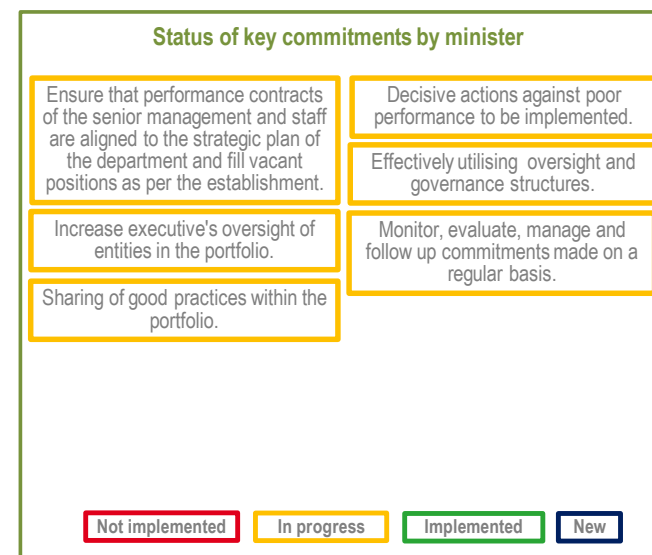 Status of key commitments by minister
Ensure that performance contracts
of the senior management and staff
are aligned to the strategic plan of
the department and fill vacant
positions as per the establishment.
Increase executive's oversight of
entities in the portfolio.
Sharing of good practices within the
portfolio.
Decisive actions against poor
performance to be implemented.
Effectively utilising oversight and
governance structures.
Monitor, evaluate, manage and
follow up commitments made on a
regular basis.
Not implemented
In progress
Implemented
New